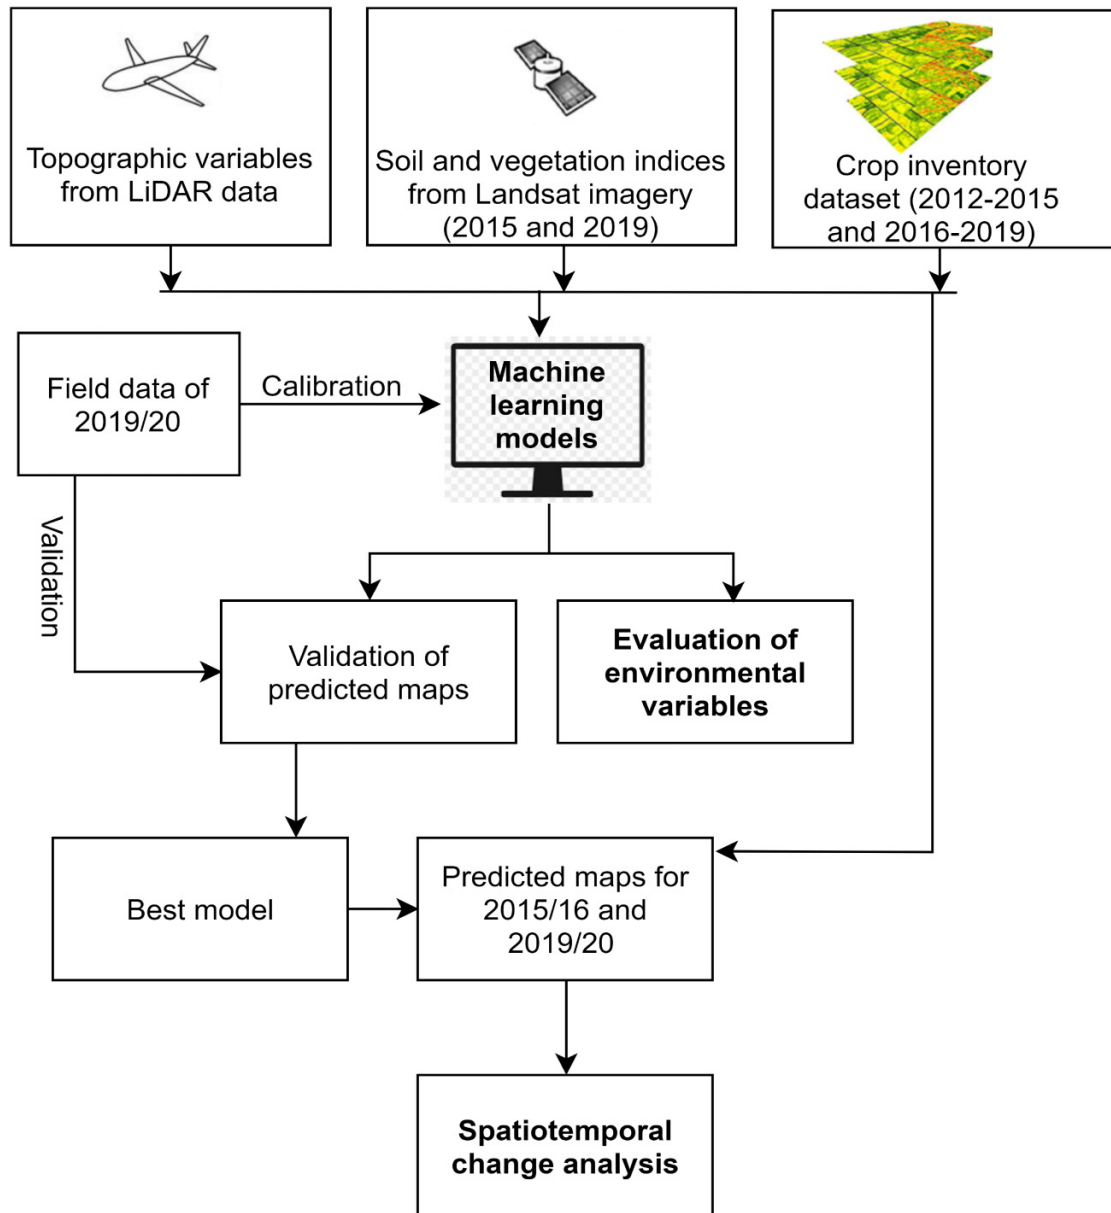 Topographic variables
from LiDAR data
Soil and vegetation indices
from Landsat imagery
(2015 and 2019)
Crop inventory
dataset (2012-2015
and 2016-2019)
Field data of
2019/20
Calibration
Machine
learning
models
Validation
Validation of
predicted maps
Evaluation of
environmental
variables
Best model
Predicted maps for
2015/16 and
2019/20
Spatiotemporal
change analysis